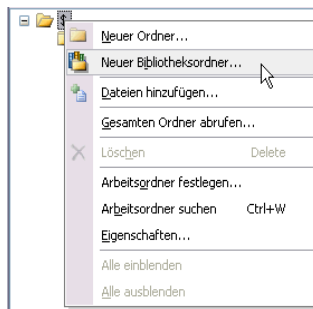 $
Neuer Ordner...
Neuer Bibliotheksordner...
Dateien hinzufügen...
Gesamten Ordner abrufen...
Löschen Delete
Arbeitsordner festlegen...
Arbeitsordner suchen Ctrl+W
Eigenschaften...
Alle einblenden
Alle ausblenden